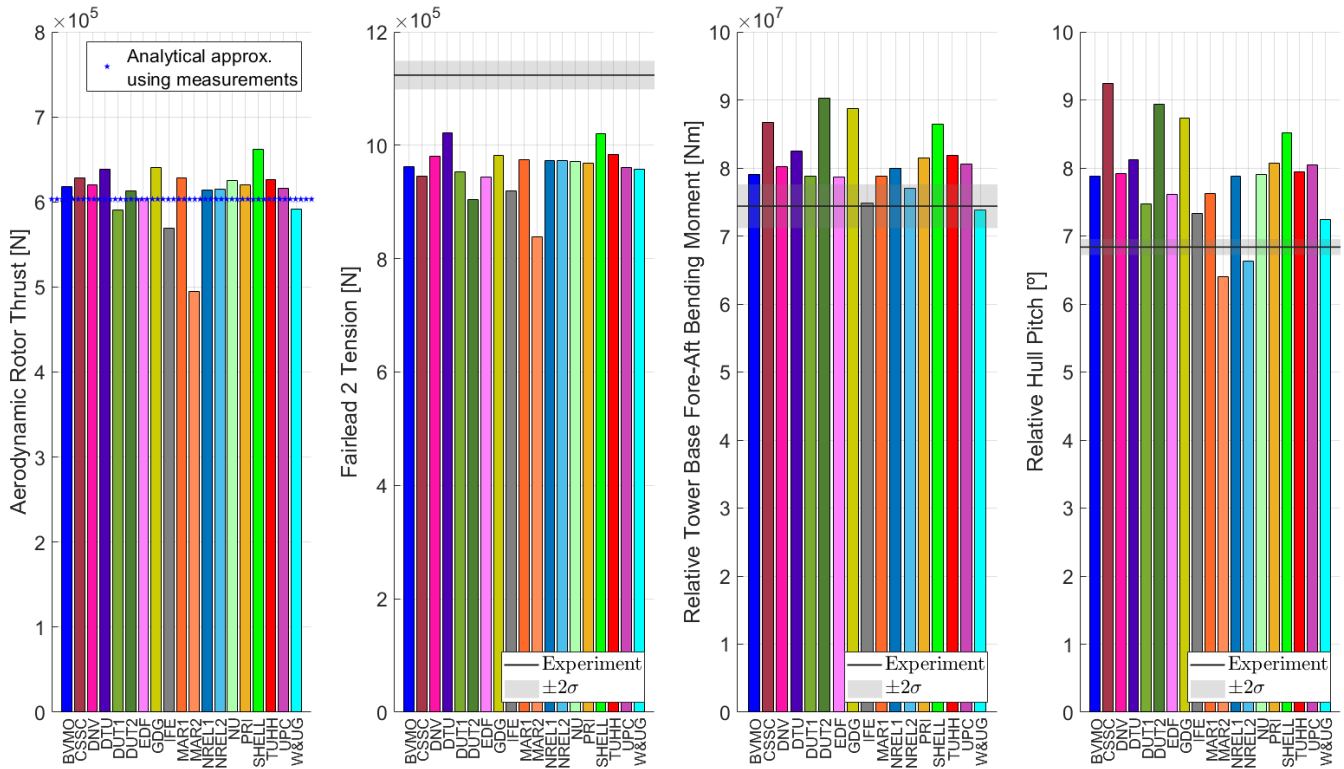 ×10⁵
8
7
6
5
4
3
2
1
0
Aerodynamic Rotor Thrust [N]
Analytical approx.
using measurements
BVMO
CSSC
DNV
DTU
DUT1
DUT2
EDF
GDG
IFE
MAR1
MAR2
NREL1
NREL2
NU
PRI
SHELL
TUHH
UPC
W&UG
×10⁵
12
10
8
6
4
2
0
Fairlead 2 Tension [N]
Experiment
±2σ
BVMO
CSSC
DNV
DTU
DUT1
DUT2
EDF
GDG
IFE
MAR1
MAR2
NREL1
NREL2
NU
PRI
SHELL
TUHH
UPC
W&UG
×10⁷
10
9
8
7
6
5
4
3
2
1
0
Relative Tower Base Fore-Aft Bending Moment [Nm]
Experiment
±2σ
BVMO
CSSC
DNV
DTU
DUT1
DUT2
EDF
GDG
IFE
MAR1
MAR2
NREL1
NREL2
NU
PRI
SHELL
TUHH
UPC
W&UG
10
9
8
7
6
5
4
3
2
1
0
Relative Hull Pitch [º]
Experiment
±2σ
BVMO
CSSC
DNV
DTU
DUT1
DUT2
EDF
GDG
IFE
MAR1
MAR2
NREL1
NREL2
NU
PRI
SHELL
TUHH
UPC
W&UG